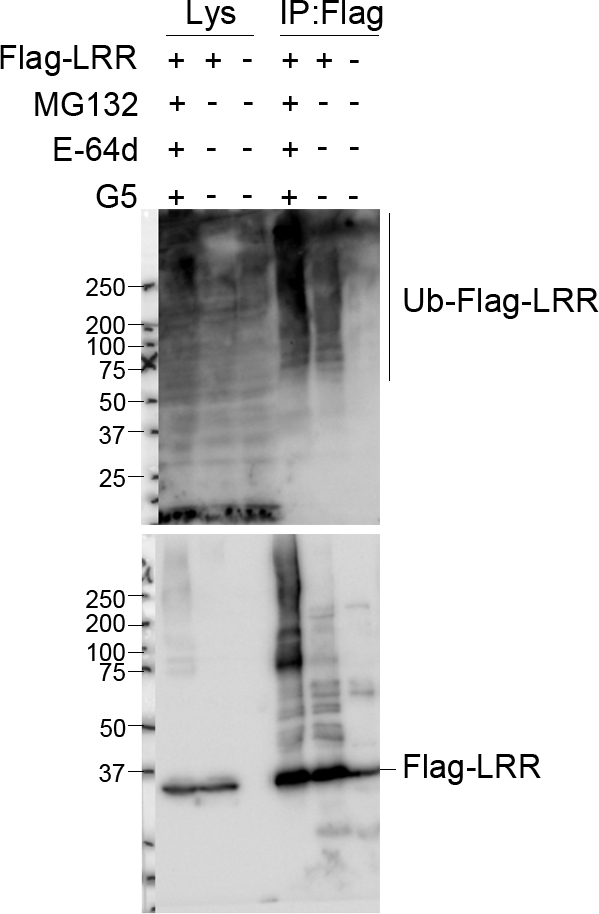 Lys IP:Flag
Flag-LRR + + - + + -
MG132 + - - + - -
E-64d + - - + - -
G5 + - - + - -
250
200
100
75
50
37
25
Ub-Flag-LRR
250
200
100
75
50
37
Flag-LRR